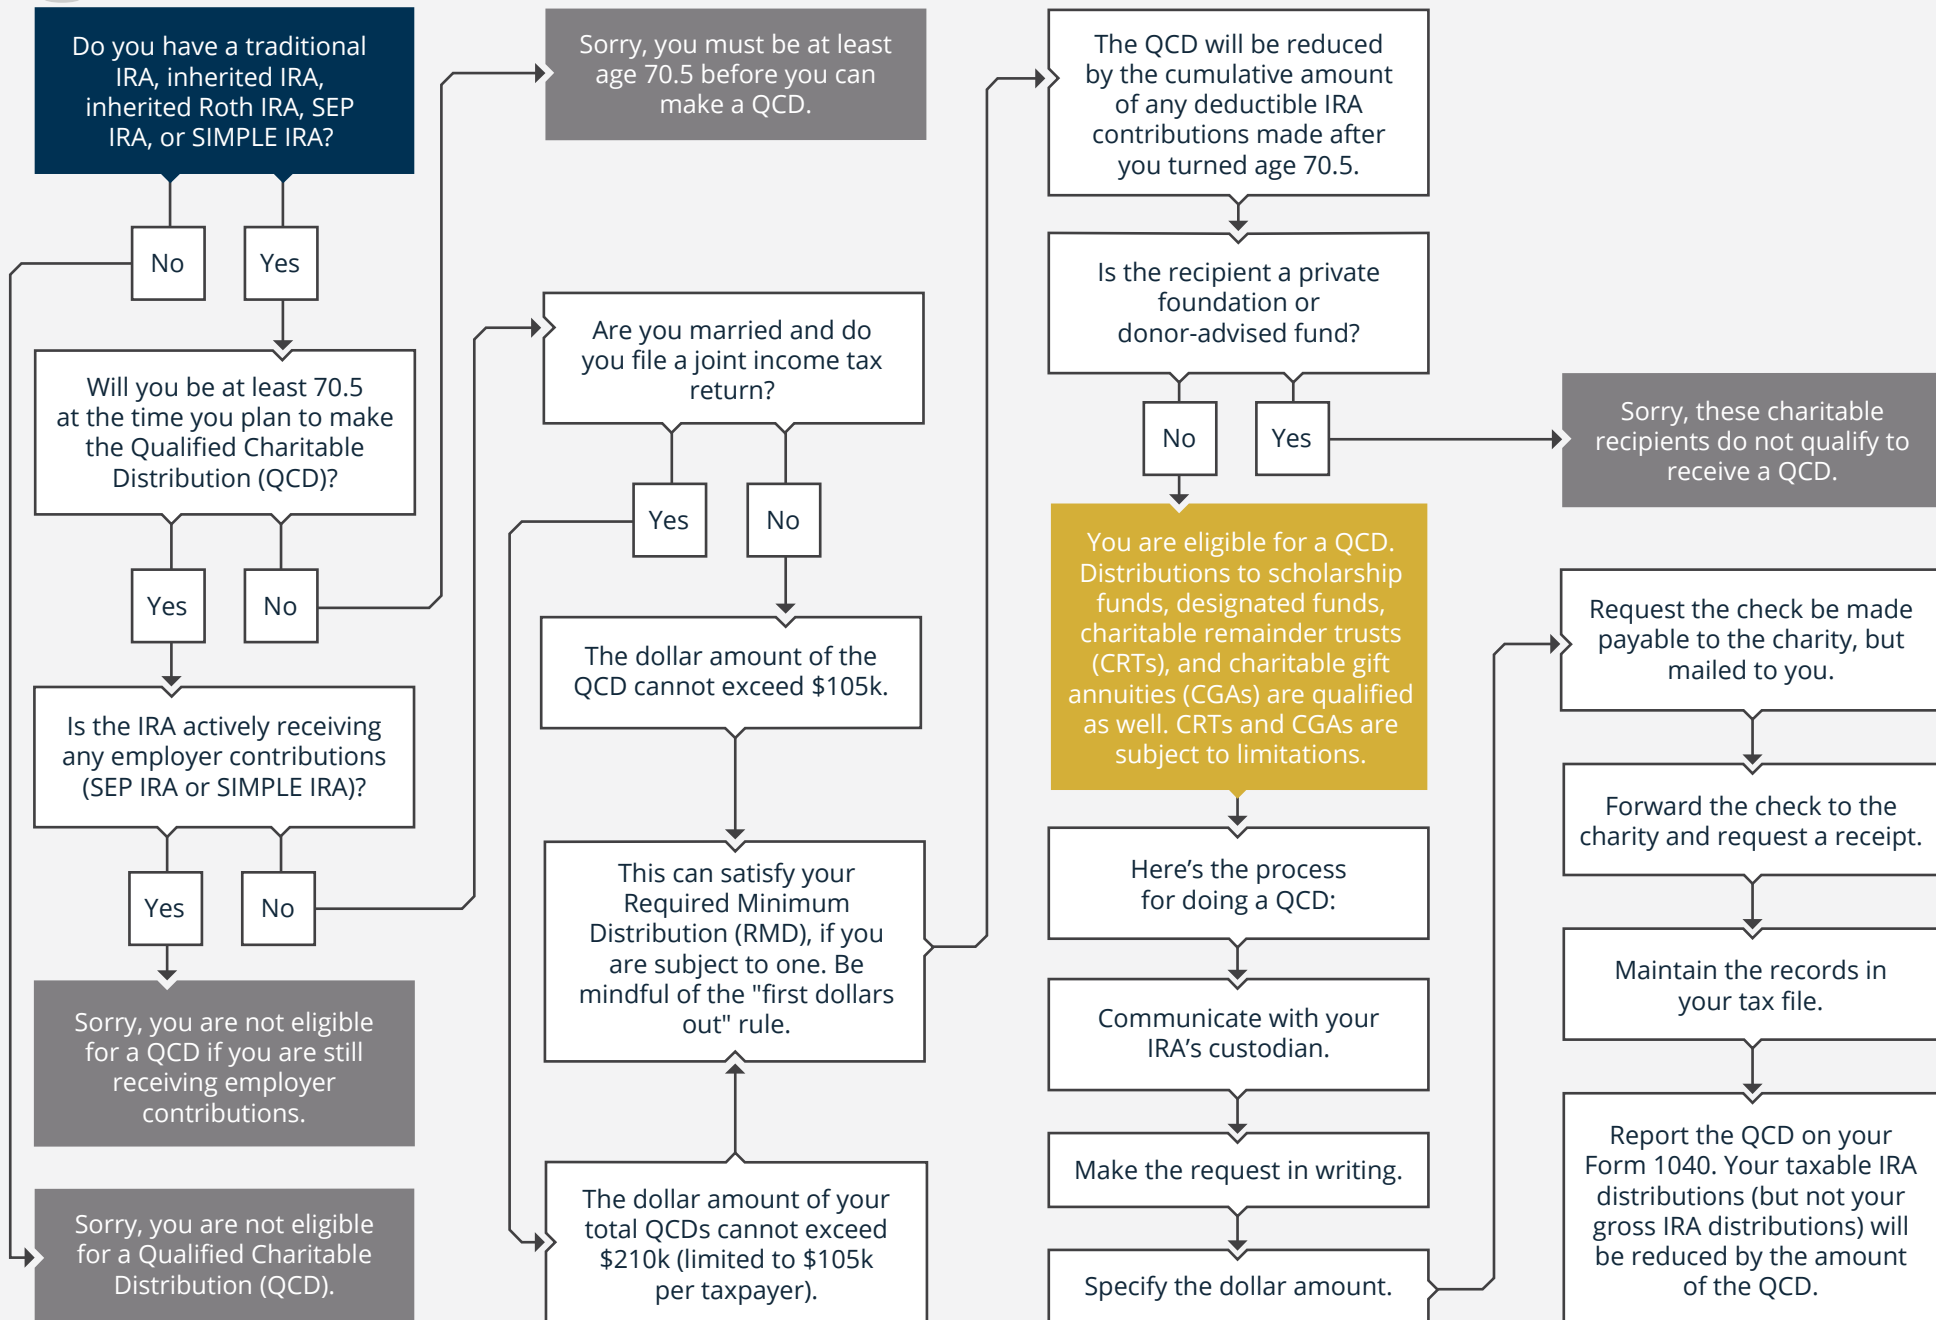 Do you have a traditional
IRA, inherited IRA,
inherited Roth IRA, SEP
IRA, or SIMPLE IRA?
No
Yes
Will you be at least 70.5
at the time you plan to make
the Qualified Charitable
Distribution (QCD)?
Yes
No
Is the IRA actively receiving
any employer contributions
(SEP IRA or SIMPLE IRA)?
Yes
No
Sorry, you are not eligible
for a QCD if you are still
receiving employer
contributions.
Sorry, you are not eligible
for a Qualified Charitable
Distribution (QCD).
Sorry, you must be at least
age 70.5 before you can
make a QCD.
Are you married and do
you file a joint income tax
return?
Yes
No
The dollar amount of the
QCD cannot exceed $105k.
This can satisfy your
Required Minimum
Distribution (RMD), if you
are subject to one. Be
mindful of the "first dollars
out" rule.
The dollar amount of your
total QCDs cannot exceed
$210k (limited to $105k
per taxpayer).
The QCD will be reduced
by the cumulative amount
of any deductible IRA
contributions made after
you turned age 70.5.
Is the recipient a private
foundation or
donor-advised fund?
No
Yes
Sorry, these charitable
recipients do not qualify to
receive a QCD.
You are eligible for a QCD.
Distributions to scholarship
funds, designated funds,
charitable remainder trusts
(CRTs), and charitable gift
annuities (CGAs) are qualified
as well. CRTs and CGAs are
subject to limitations.
Here’s the process
for doing a QCD:
Communicate with your
IRA’s custodian.
Make the request in writing.
Specify the dollar amount.
Request the check be made
payable to the charity, but
mailed to you.
Forward the check to the
charity and request a receipt.
Maintain the records in
your tax file.
Report the QCD on your
Form 1040. Your taxable IRA
distributions (but not your
gross IRA distributions) will
be reduced by the amount
of the QCD.